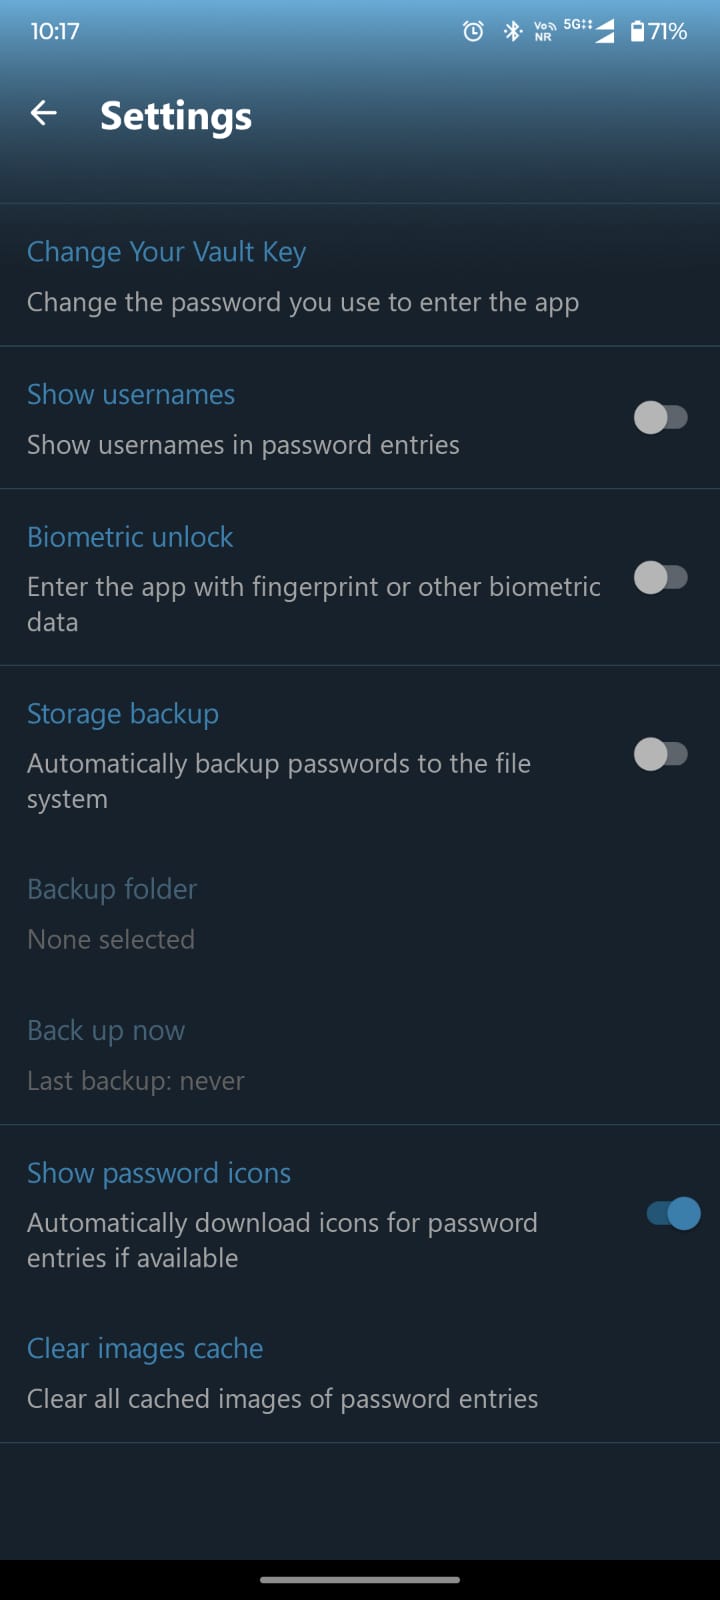 10:17
Vo
NR
5G
71%
Settings
Change Your Vault Key
Change the password you use to enter the app
Show usernames
Show usernames in password entries
Biometric unlock
Enter the app with fingerprint or other biometric
data
Storage backup
Automatically backup passwords to the file
system
Backup folder
None selected
Back up now
Last backup: never
Show password icons
Automatically download icons for password
entries if available
Clear images cache
Clear all cached images of password entries